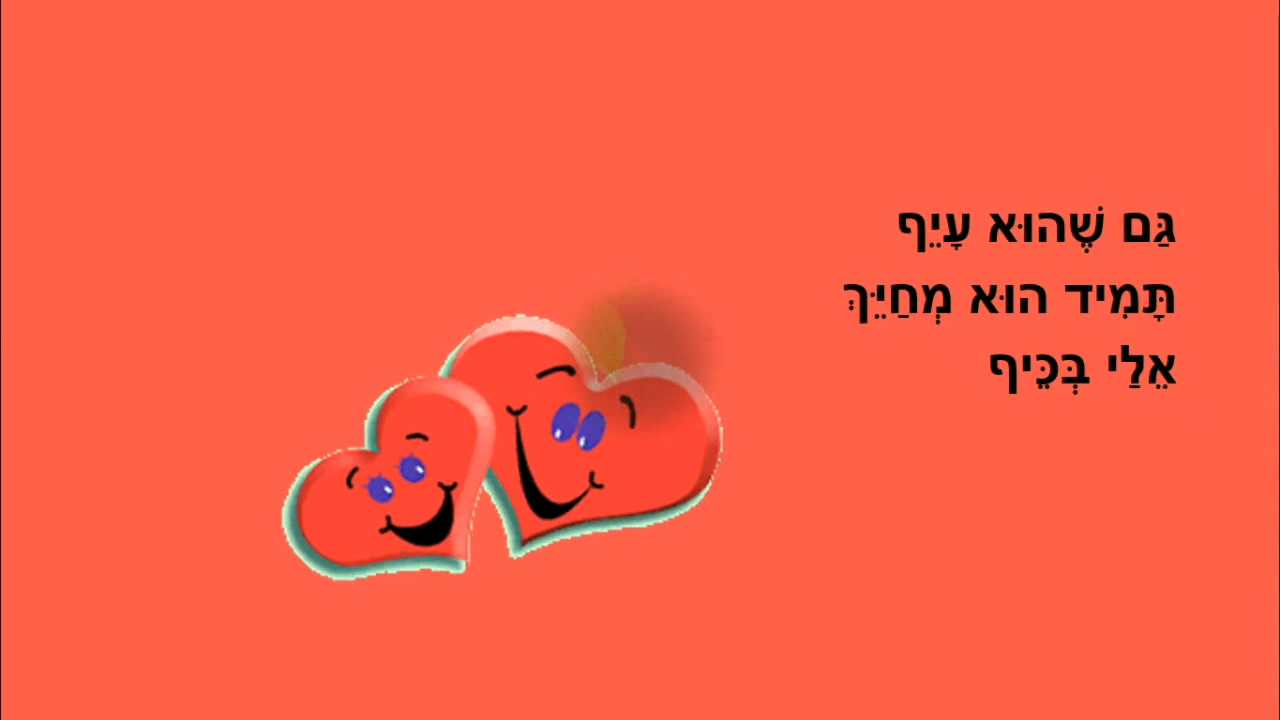 גַּם שֶׁהוּא עָיֵף
תָּמִיד הוּא מְחַיֵּךְ
אֵלַי בְּכֵּיף